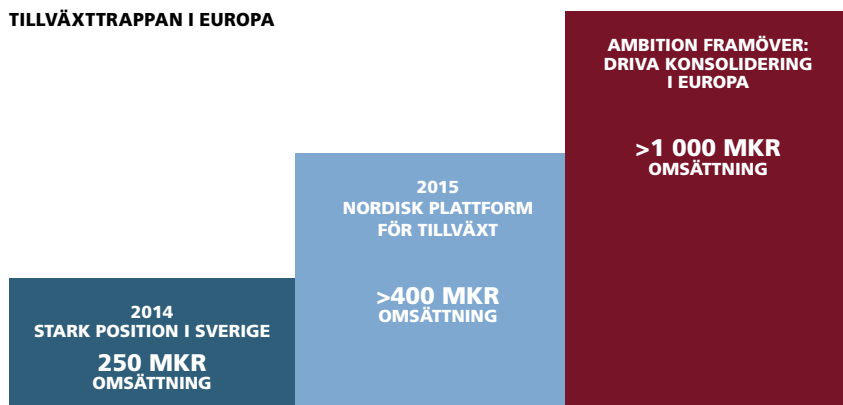 TILLVÄXTTRAPPAN I EUROPA
AMBITION FRAMÖVER:
DRIVA KONSOLIDERING
I EUROPA
>1 000 MKR
OMSÄTTNING
2015
NORDISK PLATTFORM
FÖR TILLVÄXT
>400 MKR
OMSÄTTNING
2014
STARK POSITION I SVERIGE
250 MKR
OMSÄTTNING